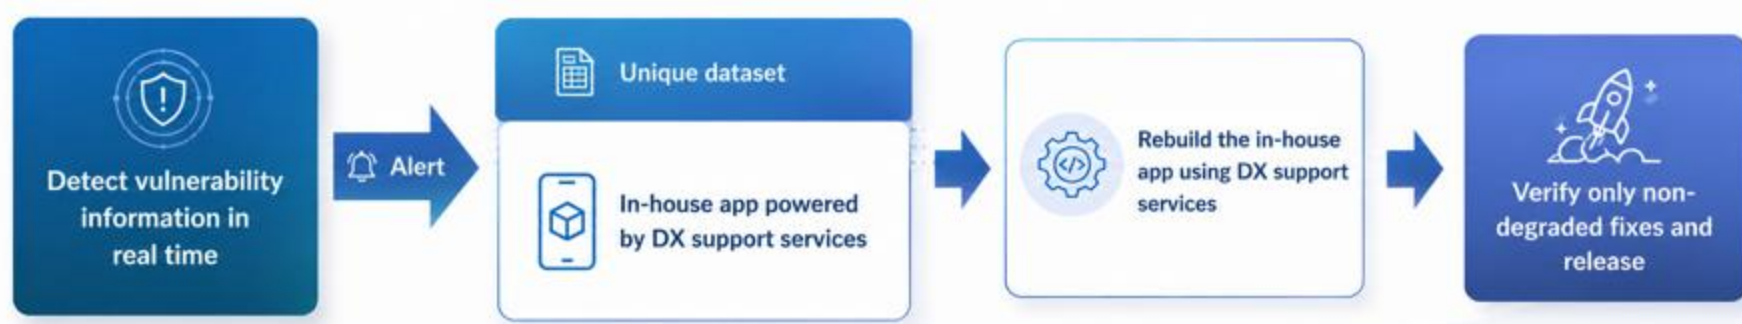 Detect vulnerability
information in
real time
Alert
Unique dataset
In-house app powered
by DX support services
Rebuild the in-house
app using DX support
services
Verify only non-
degraded fixes and
release